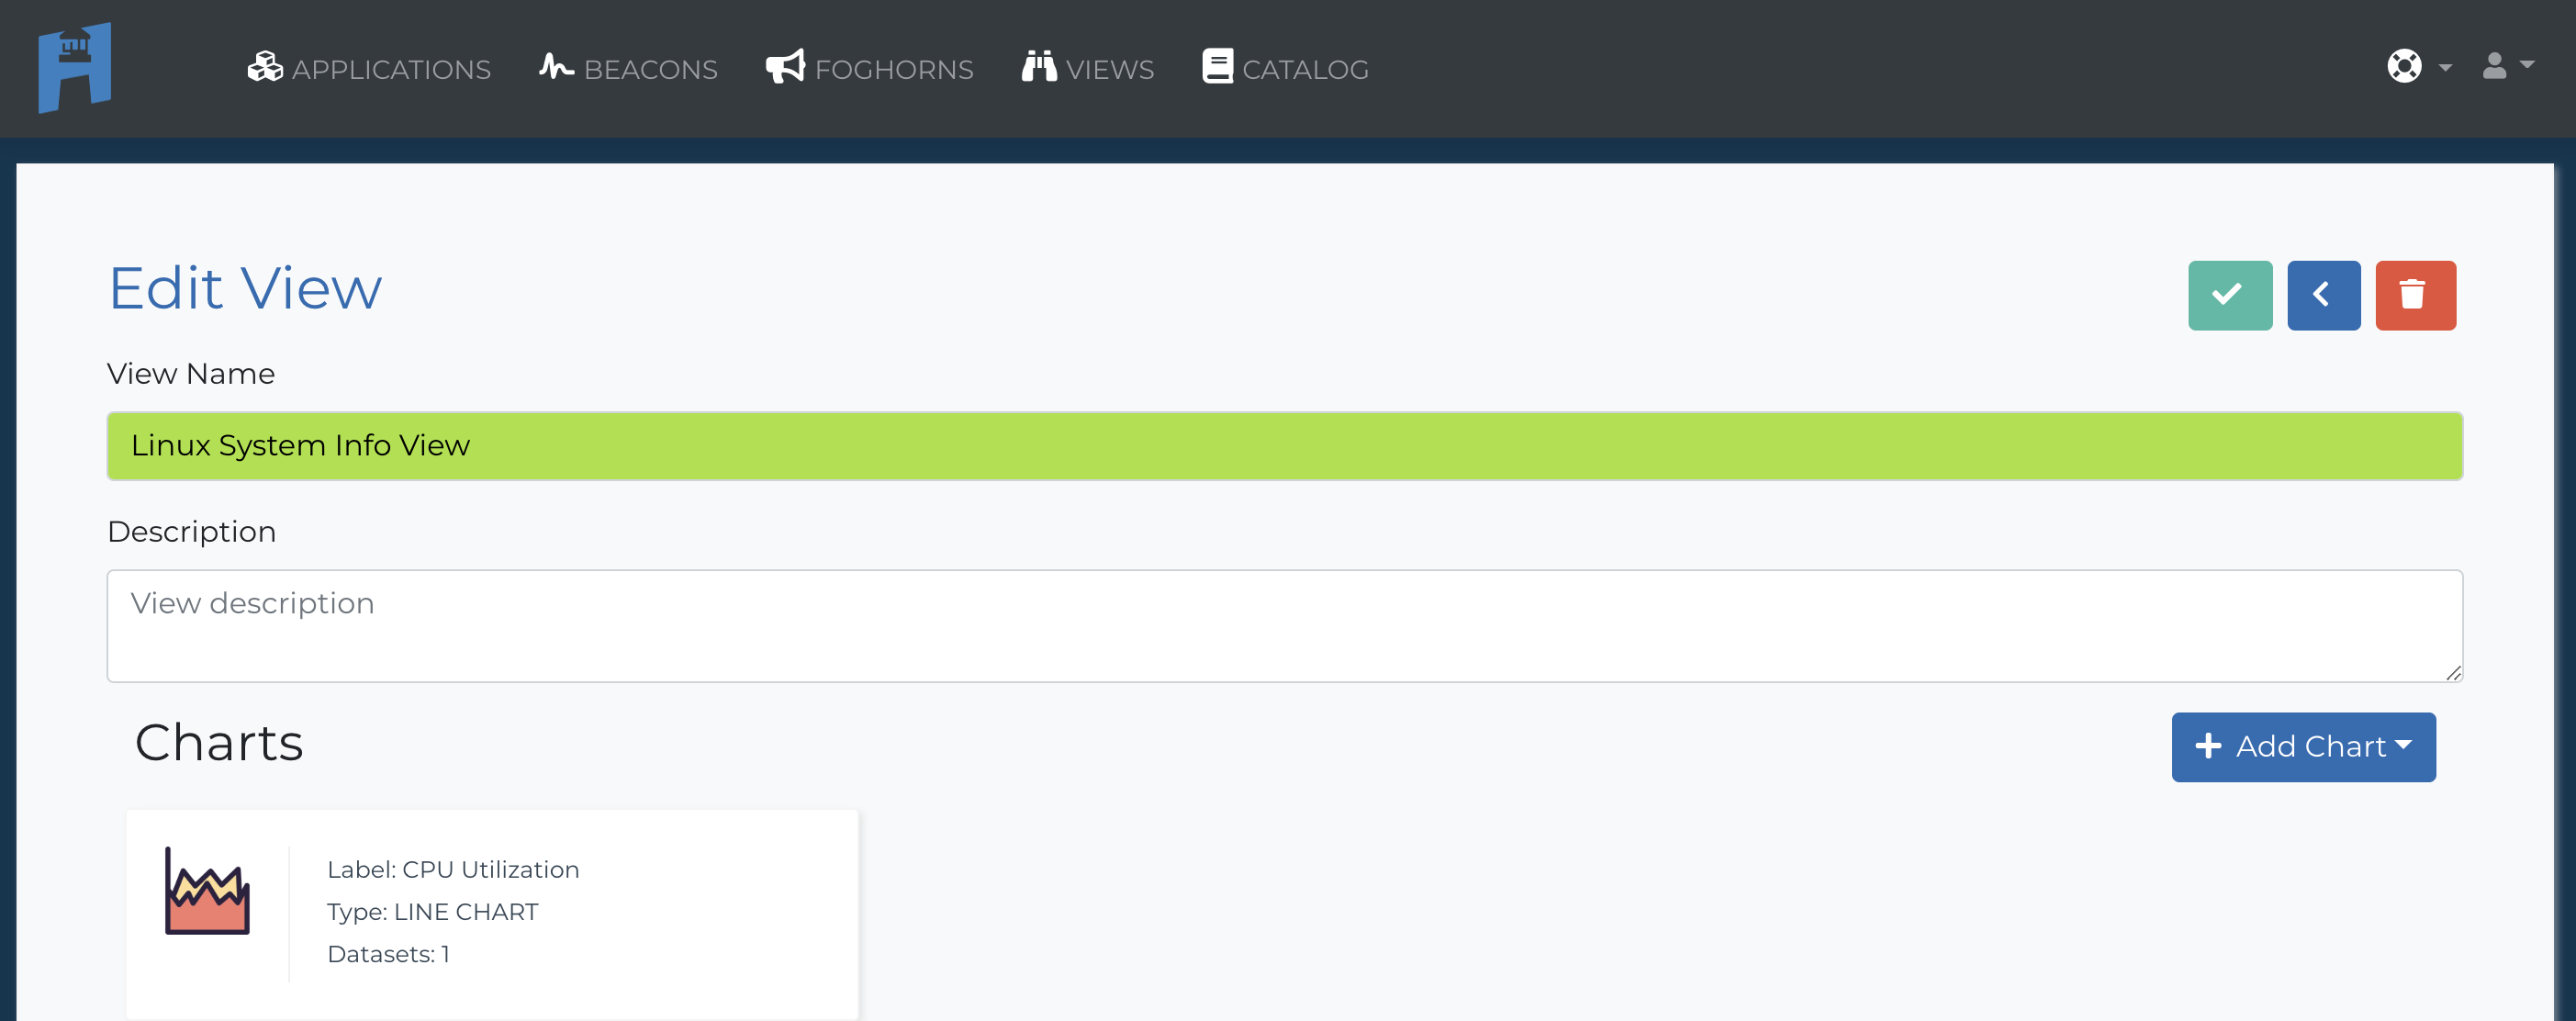 APPLICATIONS BEACONS FOGHORNS VIEWS CATALOG
Edit View
View Name
Linux System Info View
Description
View description
Charts
Add Chart
Label: CPU Utilization
Type: LINE CHART
Datasets: 1